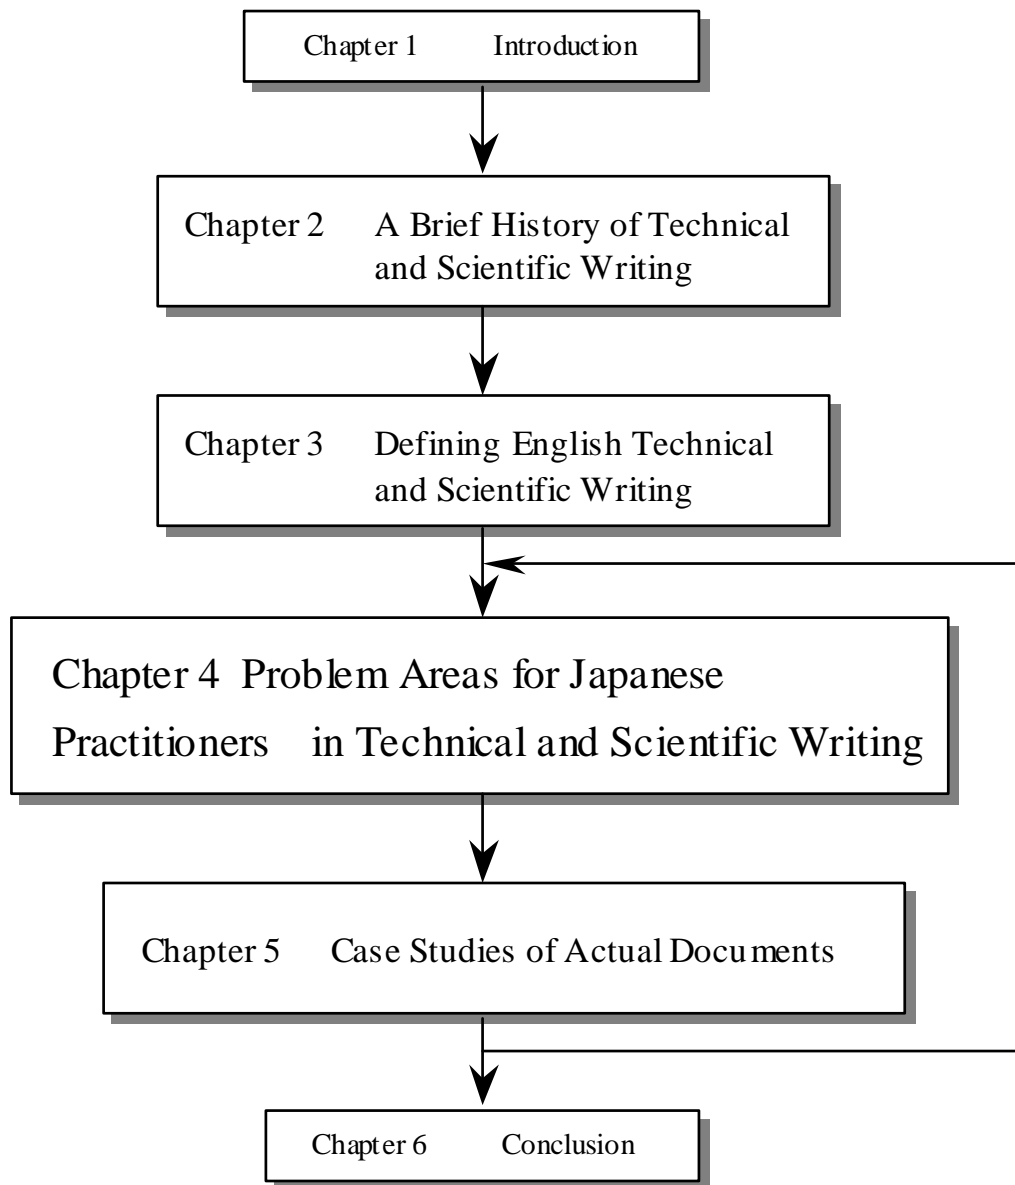 Chapter 1 Introduction
Chapter 2 A Brief History of Technical
and Scientific Writing
Chapter 3 Defining English Technical
and Scientific Writing
Chapter 4 Problem Areas for Japanese
Practitioners in Technical and Scientific Writing
Chapter 5 Case Studies of Actual Documents
Chapter 6 Conclusion